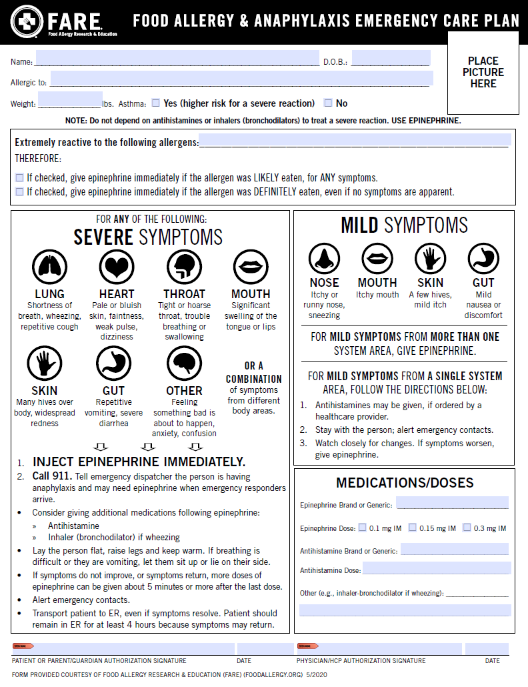 FARE
Food Allergy Research & Education
FOOD ALLERGY & ANAPHYLAXIS EMERGENCY CARE PLAN
Name:
D.O.B.:
PLACE
PICTURE
HERE
Allergic to:
Weight: lbs. Asthma: Yes (higher risk for a severe reaction) No
NOTE: Do not depend on antihistamines or inhalers (bronchodilators) to treat a severe reaction. USE EPINEPHRINE.
Extremely reactive to the following allergens:
THEREFORE:
If checked, give epinephrine immediately if the allergen was LIKELY eaten, for ANY symptoms.
If checked, give epinephrine immediately if the allergen was DEFINITELY eaten, even if no symptoms are apparent.
FOR ANY OF THE FOLLOWING:
SEVERE SYMPTOMS
LUNG
Shortness of
breath, wheezing,
repetitive cough
HEART
Pale or bluish
skin, faintness,
weak pulse,
dizziness
THROAT
Tight or hoarse
throat, trouble
breathing or
swallowing
MOUTH
Significant
swelling of the
tongue or lips
SKIN
Many hives over
body, widespread
redness
GUT
Repetitive
vomiting, severe
diarrhea
OTHER
Feeling
something bad is
about to happen,
anxiety, confusion
OR A
COMBINATION
of symptoms
from different
body areas.
1. INJECT EPINEPHRINE IMMEDIATELY.
2. Call 911. Tell emergency dispatcher the person is having
anaphylaxis and may need epinephrine when emergency responders
arrive.
• Consider giving additional medications following epinephrine:
» Antihistamine
» Inhaler (bronchodilator) if wheezing
• Lay the person flat, raise legs and keep warm. If breathing is
difficult or they are vomiting, let them sit up or lie on their side.
• If symptoms do not improve, or symptoms return, more doses of
epinephrine can be given about 5 minutes or more after the last dose.
• Alert emergency contacts.
• Transport patient to ER, even if symptoms resolve. Patient should
remain in ER for at least 4 hours because symptoms may return.
MILD SYMPTOMS
NOSE
Itchy or
runny nose,
sneezing
MOUTH
Itchy mouth
SKIN
A few hives,
mild itch
GUT
Mild
nausea or
discomfort
FOR MILD SYMPTOMS FROM MORE THAN ONE
SYSTEM AREA, GIVE EPINEPHRINE.
FOR MILD SYMPTOMS FROM A SINGLE SYSTEM
AREA, FOLLOW THE DIRECTIONS BELOW:
1. Antihistamines may be given, if ordered by a
healthcare provider.
2. Stay with the person; alert emergency contacts.
3. Watch closely for changes. If symptoms worsen,
give epinephrine.
MEDICATIONS/DOSES
Epinephrine Brand or Generic:
Epinephrine Dose: 0.1 mg IM 0.15 mg IM 0.3 mg IM
Antihistamine Brand or Generic:
Antihistamine Dose:
Other (e.g., inhaler-bronchodilator if wheezing):
PATIENT OR PARENT/GUARDIAN AUTHORIZATION SIGNATURE
DATE
PHYSICIAN/HCP AUTHORIZATION SIGNATURE
DATE
FORM PROVIDED COURTESY OF FOOD ALLERGY RESEARCH & EDUCATION (FARE) (FOODALLERGY.ORG) 5/2020